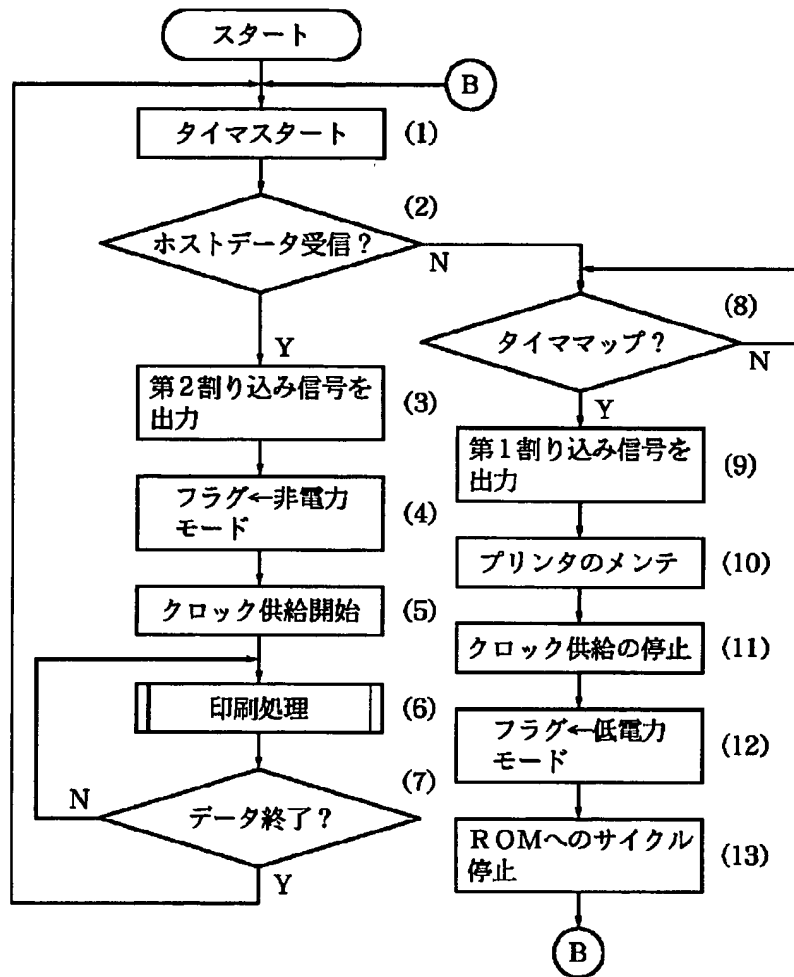 スタート
B
タイマスタート
(1)
(2)
ホストデータ受信?
N
Y
(8)
タイママップ?
N
Y
第2割り込み信号を
出力
(3)
フラグ←非電力
モード
(4)
クロック供給開始
(5)
印刷処理
(6)
(7)
データ終了?
N
Y
第1割り込み信号を
出力
(9)
プリンタのメンテ
(10)
クロック供給の停止
(11)
フラグ←低電力
モード
(12)
ROMへのサイクル
停止
(13)
B